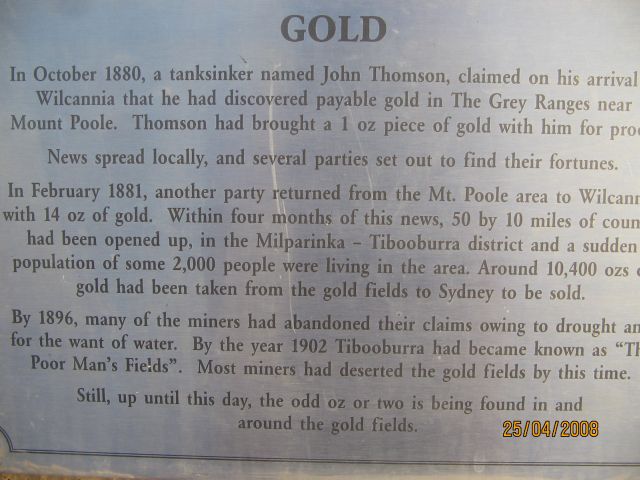 GOLD
In October 1880, a tanksinker named John Thomson, claimed on his arrival
Wilcannia that he had discovered payable gold in The Grey Ranges near
Mount Poole. Thomson had brought a 1 oz piece of gold with him for
News spread locally, and several parties set out to find their fortunes.
In February 1881, another party returned from the Mt. Poole area to
with 14 oz of gold. Within four months of this news, 50 by 10 miles of
had been opened up, in the Milparinka – Tibooburra district and a sudden
population of some 2,000 people were living in the area. Around 10,400 ozs
gold had been taken from the gold fields to Sydney to be sold.
By 1896, many of the miners had abandoned their claims owing to drought
for the want of water. By the year 1902 Tibooburra had become known as
Poor Man's Fields". Most miners had deserted the gold fields by this time.
Still, up until this day, the odd oz or two is being found in and
around the gold fields.
25/04/2008